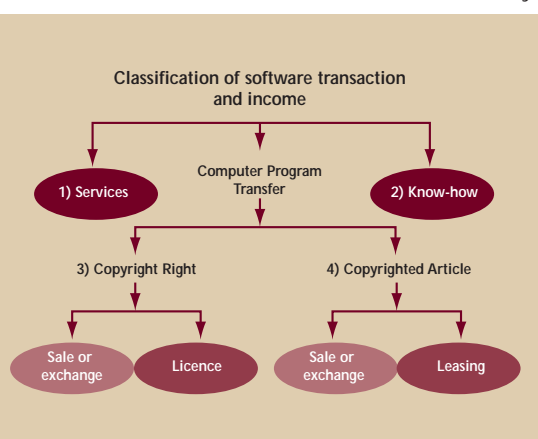 Classification of software transaction
and income
1) Services
Computer Program
Transfer
2) Know-how
3) Copyright Right
4) Copyrighted Article
Sale or
exchange
Licence
Sale or
exchange
Leasing